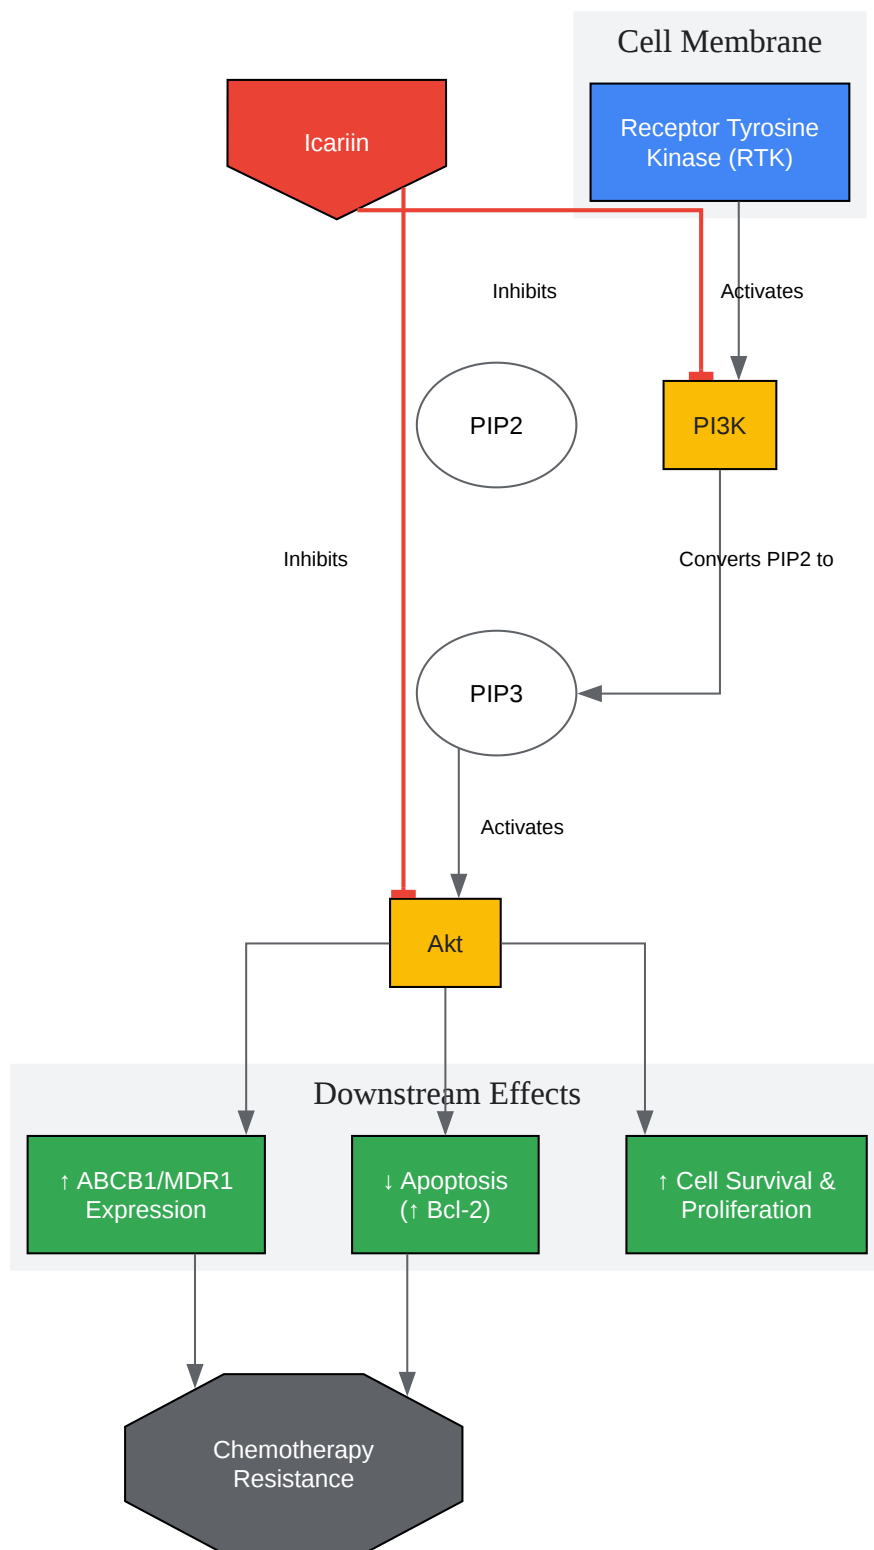 Cell Membrane
Icariin
Receptor Tyrosine
Kinase (RTK)
Inhibits
Activates
PIP2
PI3K
Inhibits
Converts PIP2 to
PIP3
Activates
Akt
Downstream Effects
↑ ABCB1/MDR1
Expression
↓ Apoptosis
(↑ Bcl-2)
↑ Cell Survival &
Proliferation
Chemotherapy
Resistance